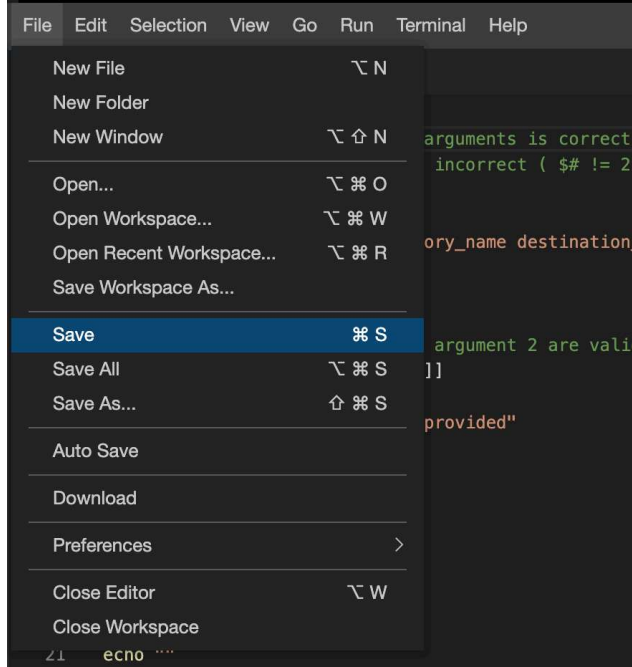 File Edit Selection View Go Run Terminal Help
New File ⌥ N
New Folder
New Window ⌥ ⇧ N
arguments is correct
incorrect ( $# != 2
Open... ⌥ ⌘ O
Open Workspace... ⌥ ⌘ W
Open Recent Workspace... ⌥ ⌘ R
ory_name destination_
Save Workspace As...
Save ⌘ S
argument 2 are vali
Save All ⌥ ⌘ S
]]
Save As... ⇧ ⌘ S
provided"
Auto Save
Download
Preferences >
Close Editor ⌥ W
Close Workspace
21 echo ""